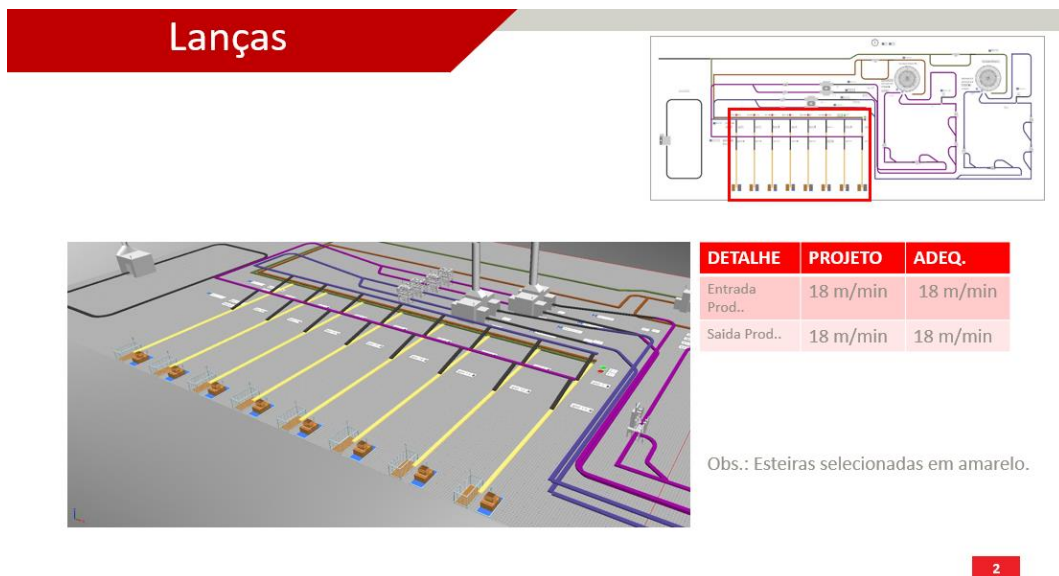 Lanças
DETALHE PROJETO ADEQ.
Entrada
Prod.. 18 m/min 18 m/min
Saida Prod.. 18 m/min 18 m/min
Obs.: Esteiras selecionadas em amarelo.
2